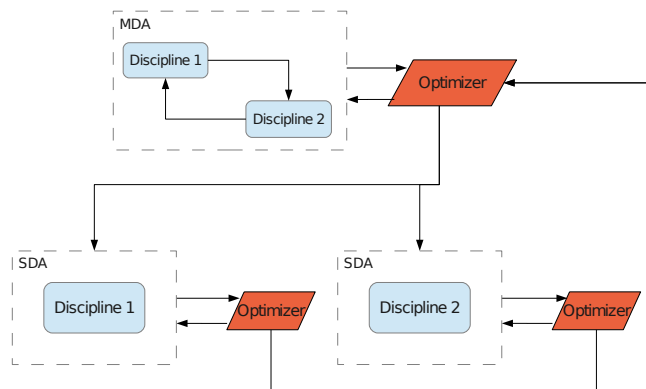 MDA
Discipline 1
Optimizer
Discipline 2
SDA
Discipline 1
Optimizer
SDA
Discipline 2
Optimizer